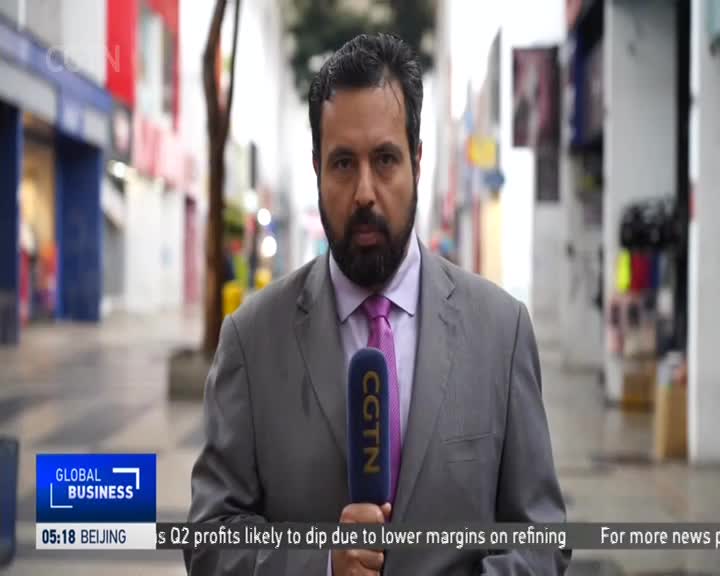 CGTN
CGTN
GLOBAL
BUSINESS
05:18 BEIJING
s Q2 profits likely to dip due to lower margins on refining For more news p